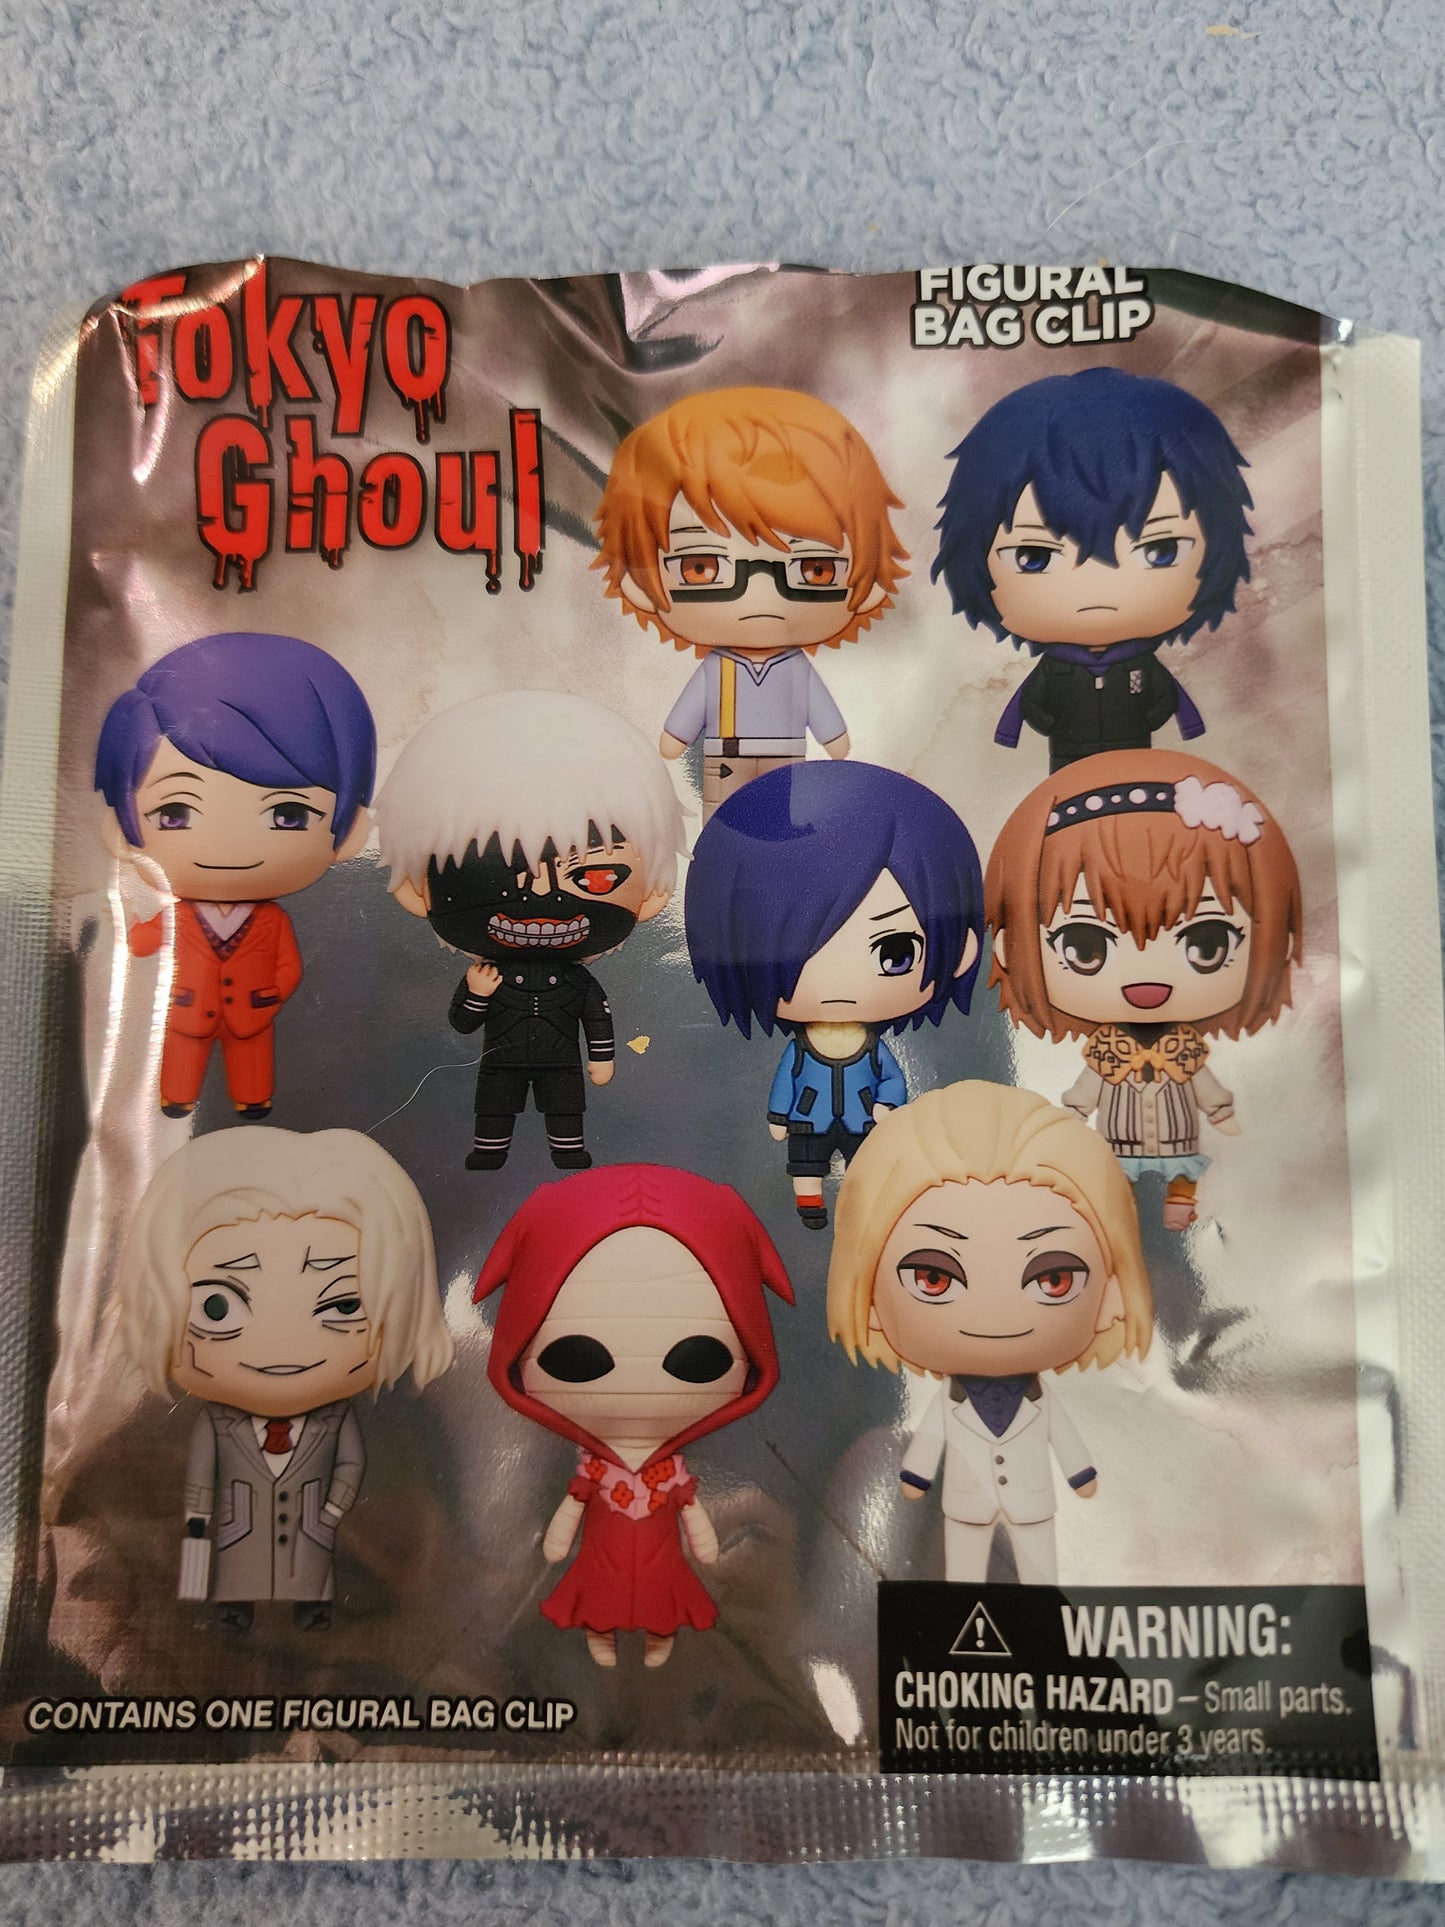 Tokyo
Ghoul
FIGURAL
BAG CLIP
CONTAINS ONE FIGURAL BAG CLIP
WARNING:
CHOKING HAZARD – Small parts.
Not for children under 3 years.